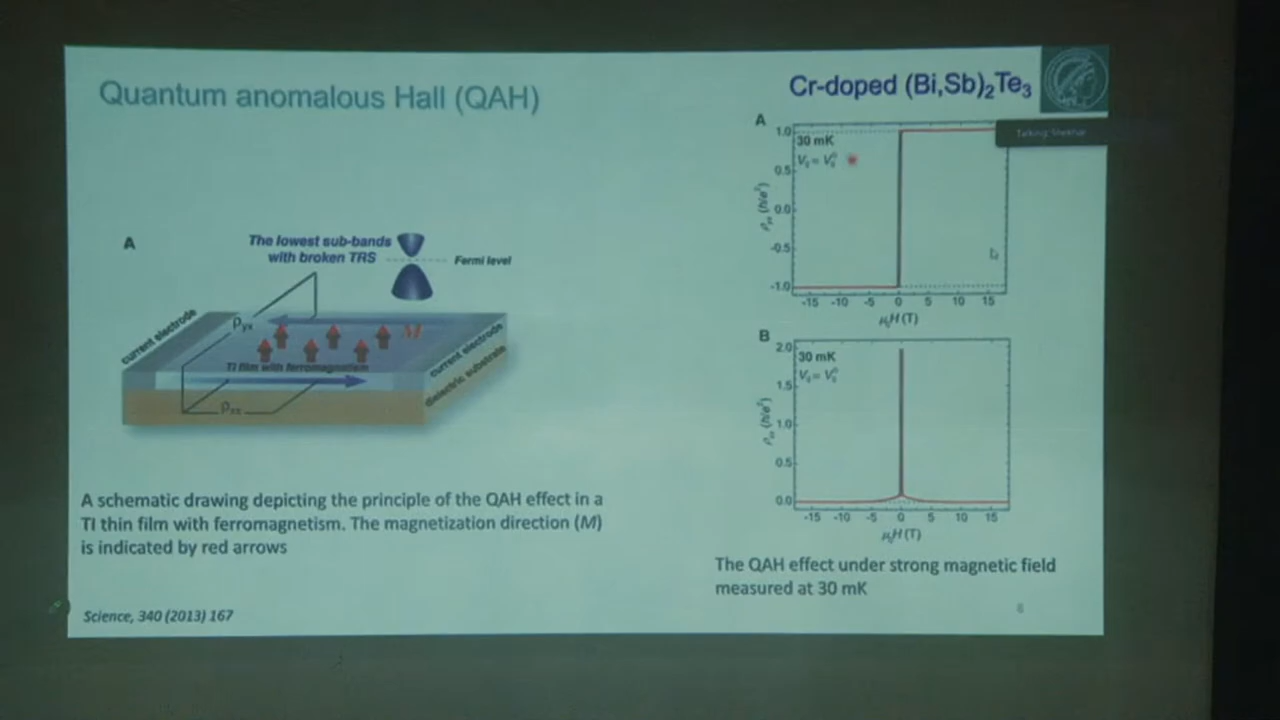 Quantum anomalous Hall (QAH)
Cr-doped (Bi,Sb)₂Te₃
A
The lowest sub-bands
with broken TRS
Fermi level
current electrode
ρyx
M
TI film with ferromagnetism
current electrode
dielectric substrate
ρxx
A schematic drawing depicting the principle of the QAH effect in a
TI thin film with ferromagnetism. The magnetization direction (M)
is indicated by red arrows
Science, 340 (2013) 167
A
Talking:
30 mK
1.0
0.5
0.0
-0.5
-1.0
ρyx (h/e²)
-15 -10 -5 0 5 10 15
μ₀H (T)
B
30 mK
2.0
1.5
1.0
0.5
0.0
ρxx (h/e²)
-15 -10 -5 0 5 10 15
μ₀H (T)
The QAH effect under strong magnetic field
measured at 30 mK